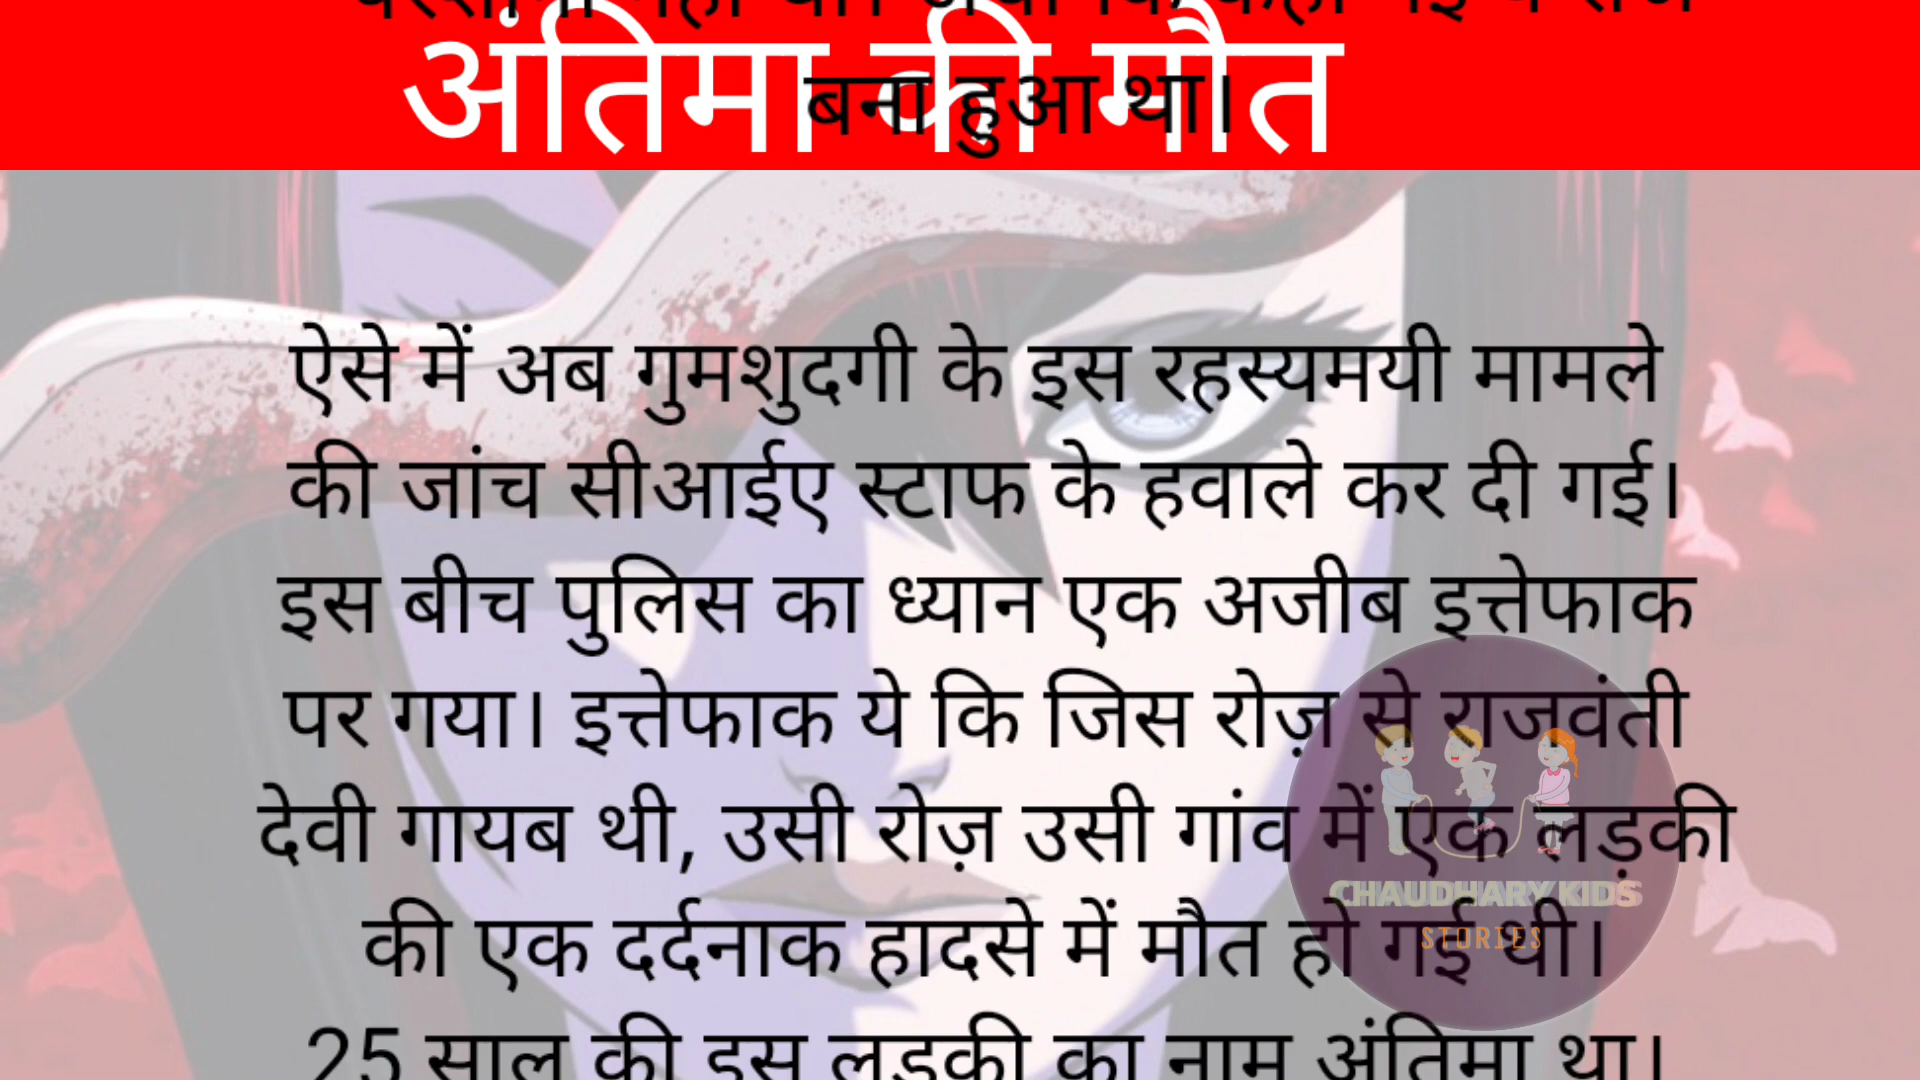 अंतिमा की मौत
बना हुआ था।
ऐसे में अब गुमशुदगी के इस रहस्यमयी मामले
की जांच सीआईए स्टाफ के हवाले कर दी गई।
इस बीच पुलिस का ध्यान एक अजीब इत्तेफाक
पर गया। इत्तेफाक ये कि जिस रोज़ से राजवंती
देवी गायब थी, उसी रोज़ उसी गांव में एक लड़की
की एक दर्दनाक हादसे में मौत हो गई थी।
25 साल की इस लड़की का नाम अंतिमा था।
CHAUDHARY KIDS
STORIES